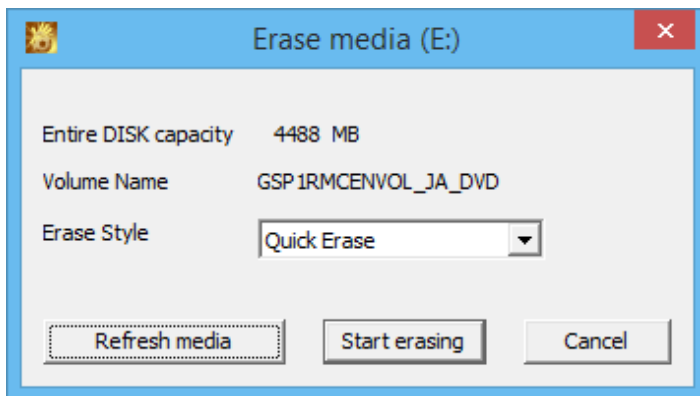 Erase media (E:)
Entire DISK capacity 4488 MB
Volume Name GSP1RMCENVOL_JA_DVD
Erase Style Quick Erase
Refresh media Start erasing Cancel